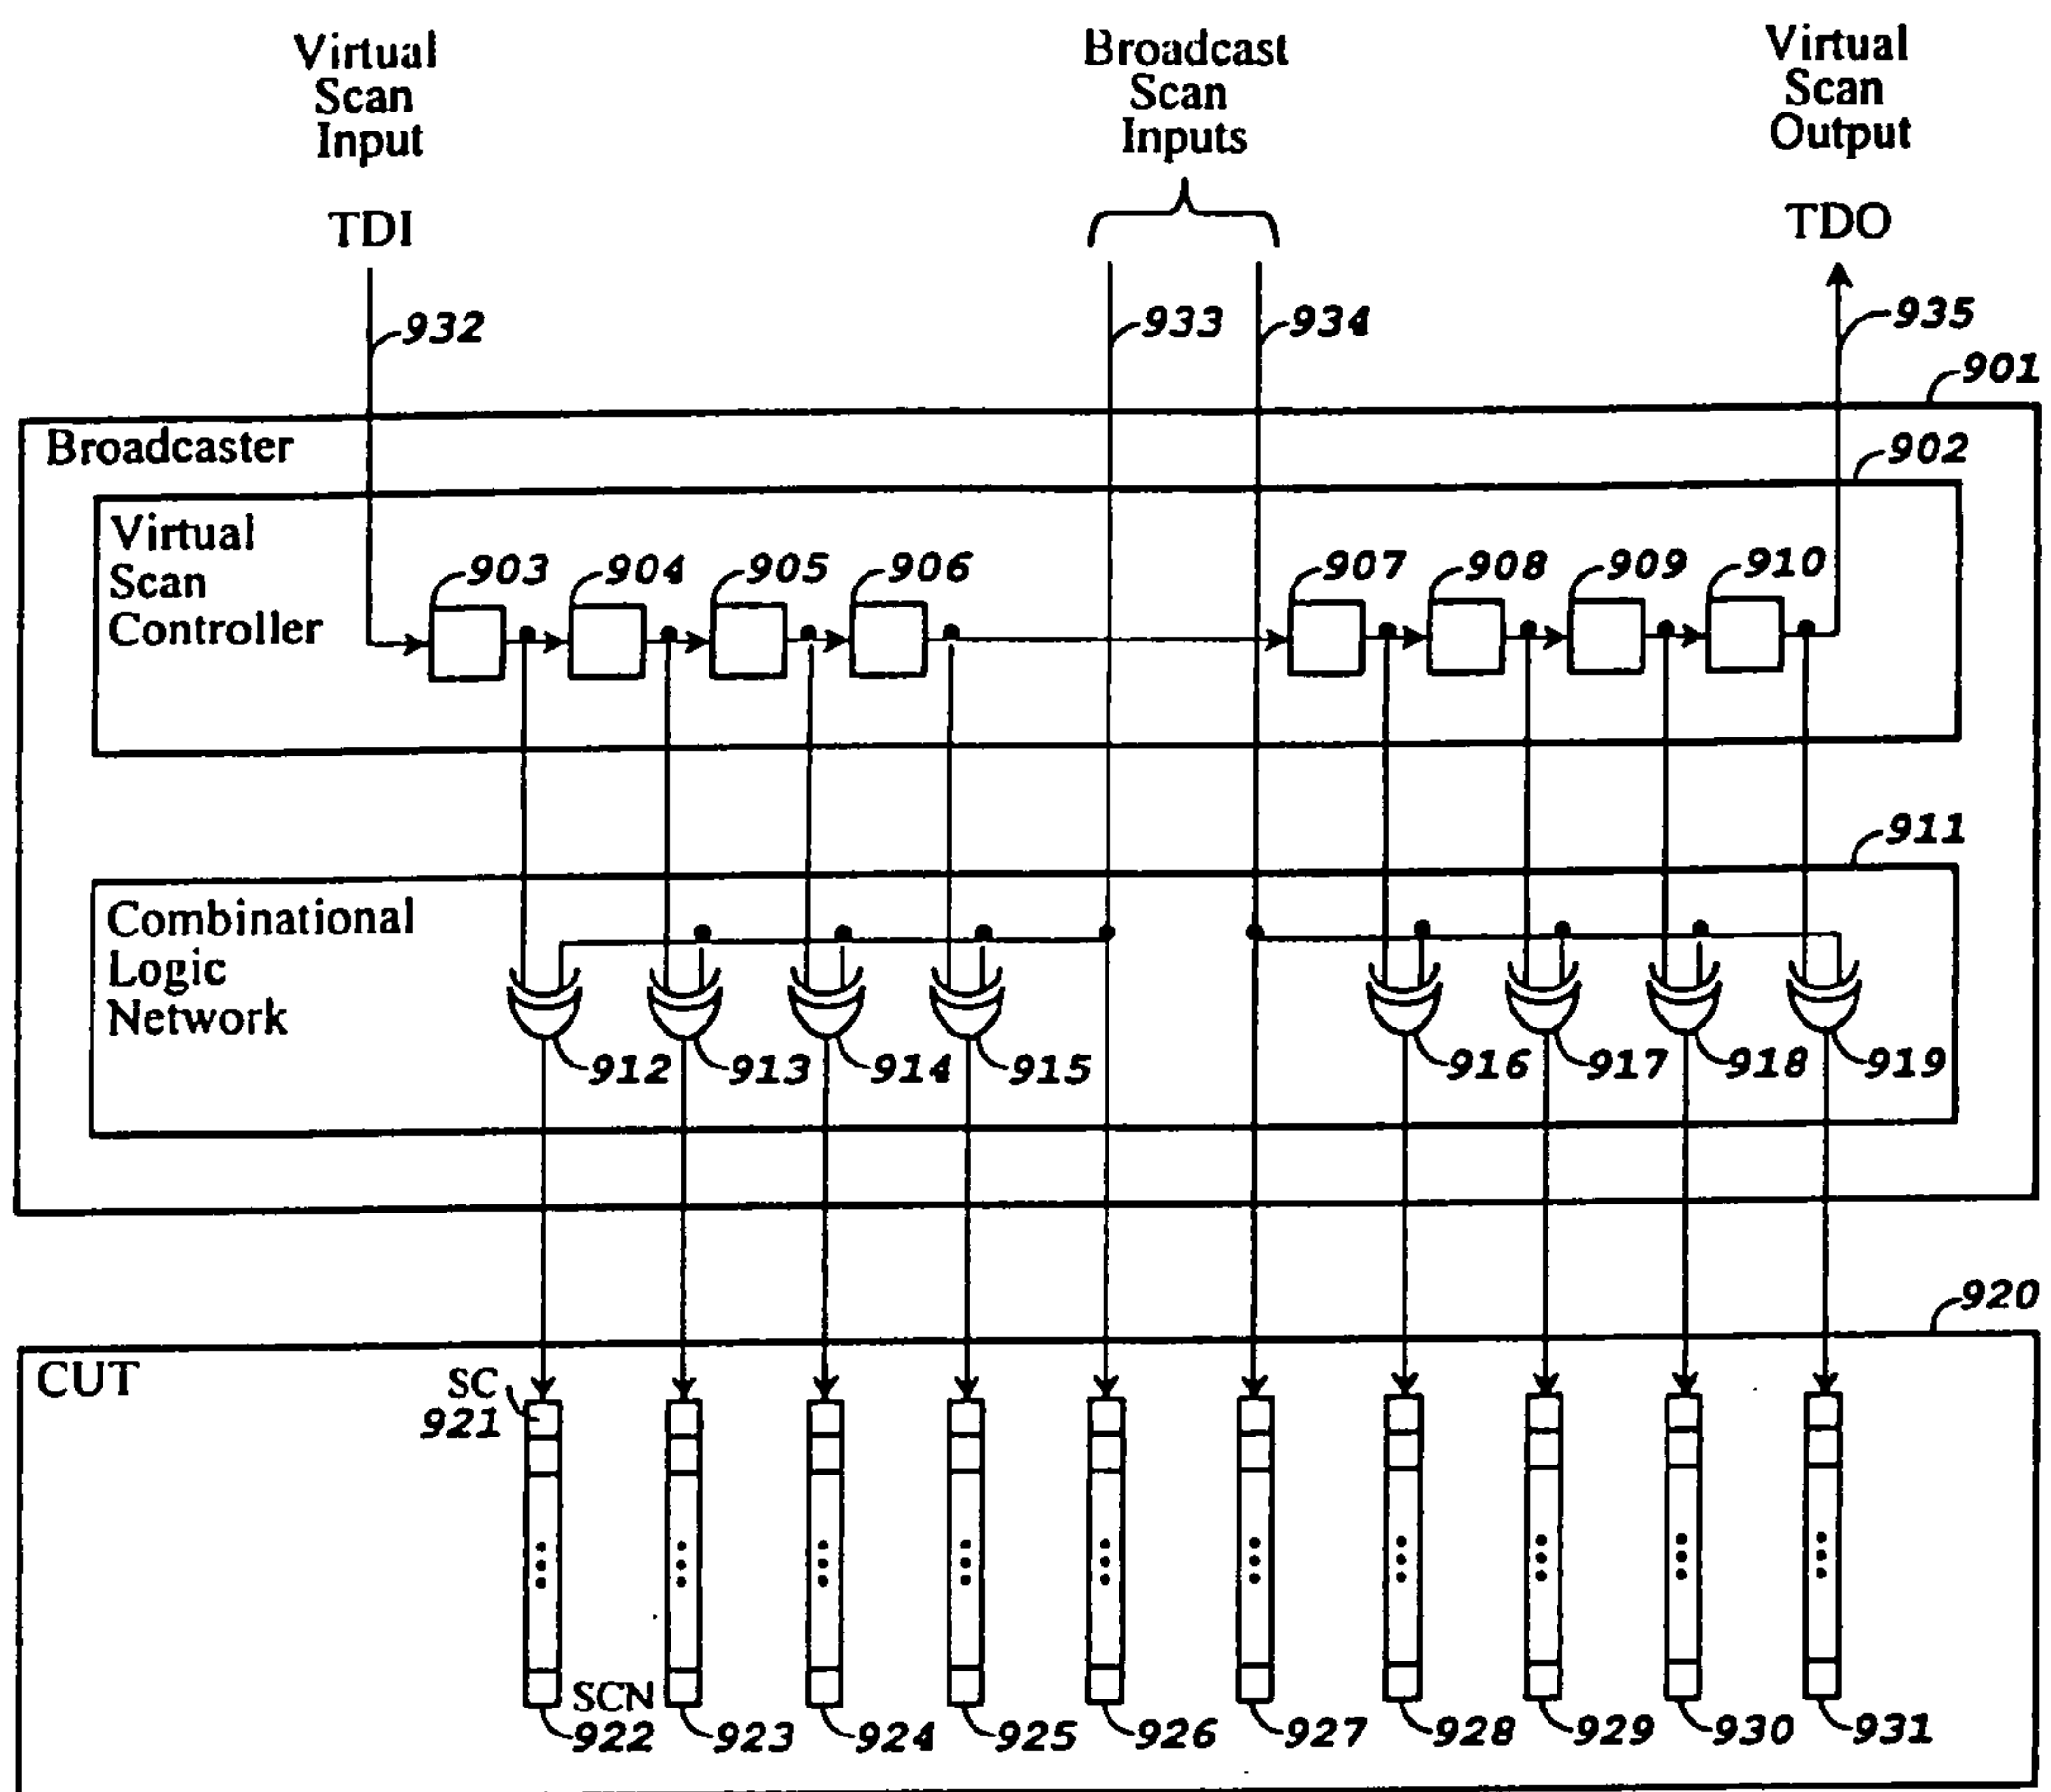 Virtual
Scan
Input
Broadcast
Scan
Inputs
Virtual
Scan
Output
TDI
TDO
932
933
934
935
901
Broadcaster
902
Virtual
Scan
Controller
903
904
905
906
907
908
909
910
911
Combinational
Logic
Network
912
913
914
915
916
917
918
919
920
CUT
SC
921
SCN
922
923
924
925
926
927
928
929
930
931